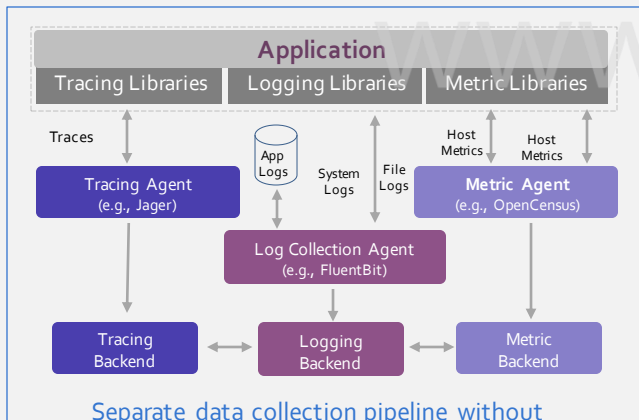 www
Application
Tracing Libraries
Logging Libraries
Metric Libraries
Traces
App
Logs
System
Logs
File
Logs
Host
Metrics
Host
Metrics
Tracing Agent
(e.g., Jager)
Metric Agent
(e.g., OpenCensus)
Log Collection Agent
(e.g., FluentBit)
Tracing
Backend
Logging
Backend
Metric
Backend
Separate data collection pipeline without